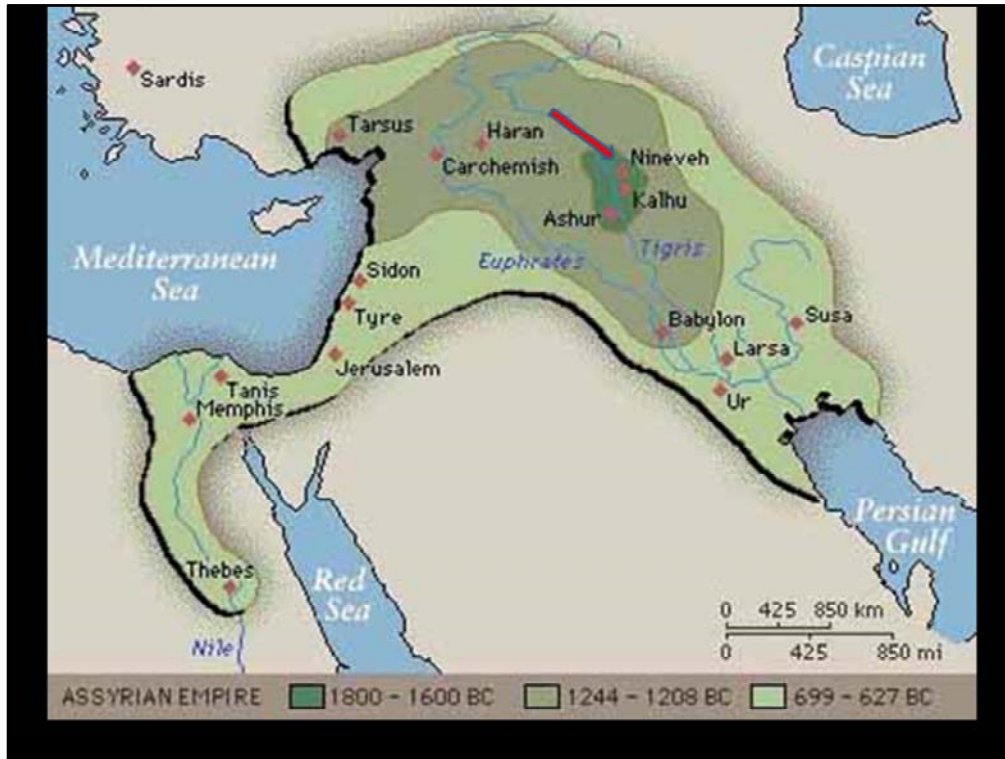 Caspian
Sea
Sardis
Tarsus
Haran
Carchemish
Nineveh
Kalhu
Ashur
Tigris
Euphrates
Mediterranean
Sea
Sidon
Tyre
Jerusalem
Babylon
Susa
Larsa
Ur
Tanis
Memphis
Persian
Gulf
Thebes
Red
Sea
Nile
0 425 850 km
0 425 850 mi
ASSYRIAN EMPIRE 1800 - 1600 BC 1244 - 1208 BC 699 - 627 BC